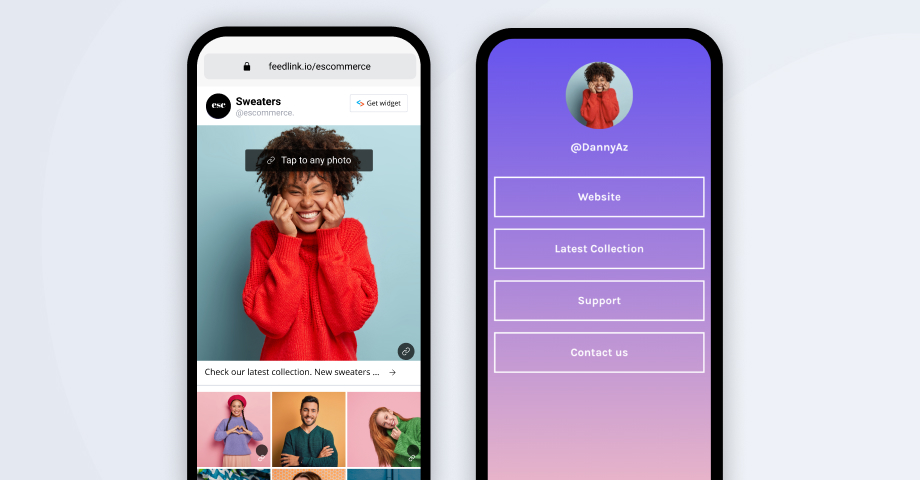 feedlink.io/escommerce
esc
Sweaters
@escommerce.
Get widget
Tap to any photo
Check our latest collection. New sweaters ...
@DannyAz
Website
Latest Collection
Support
Contact us